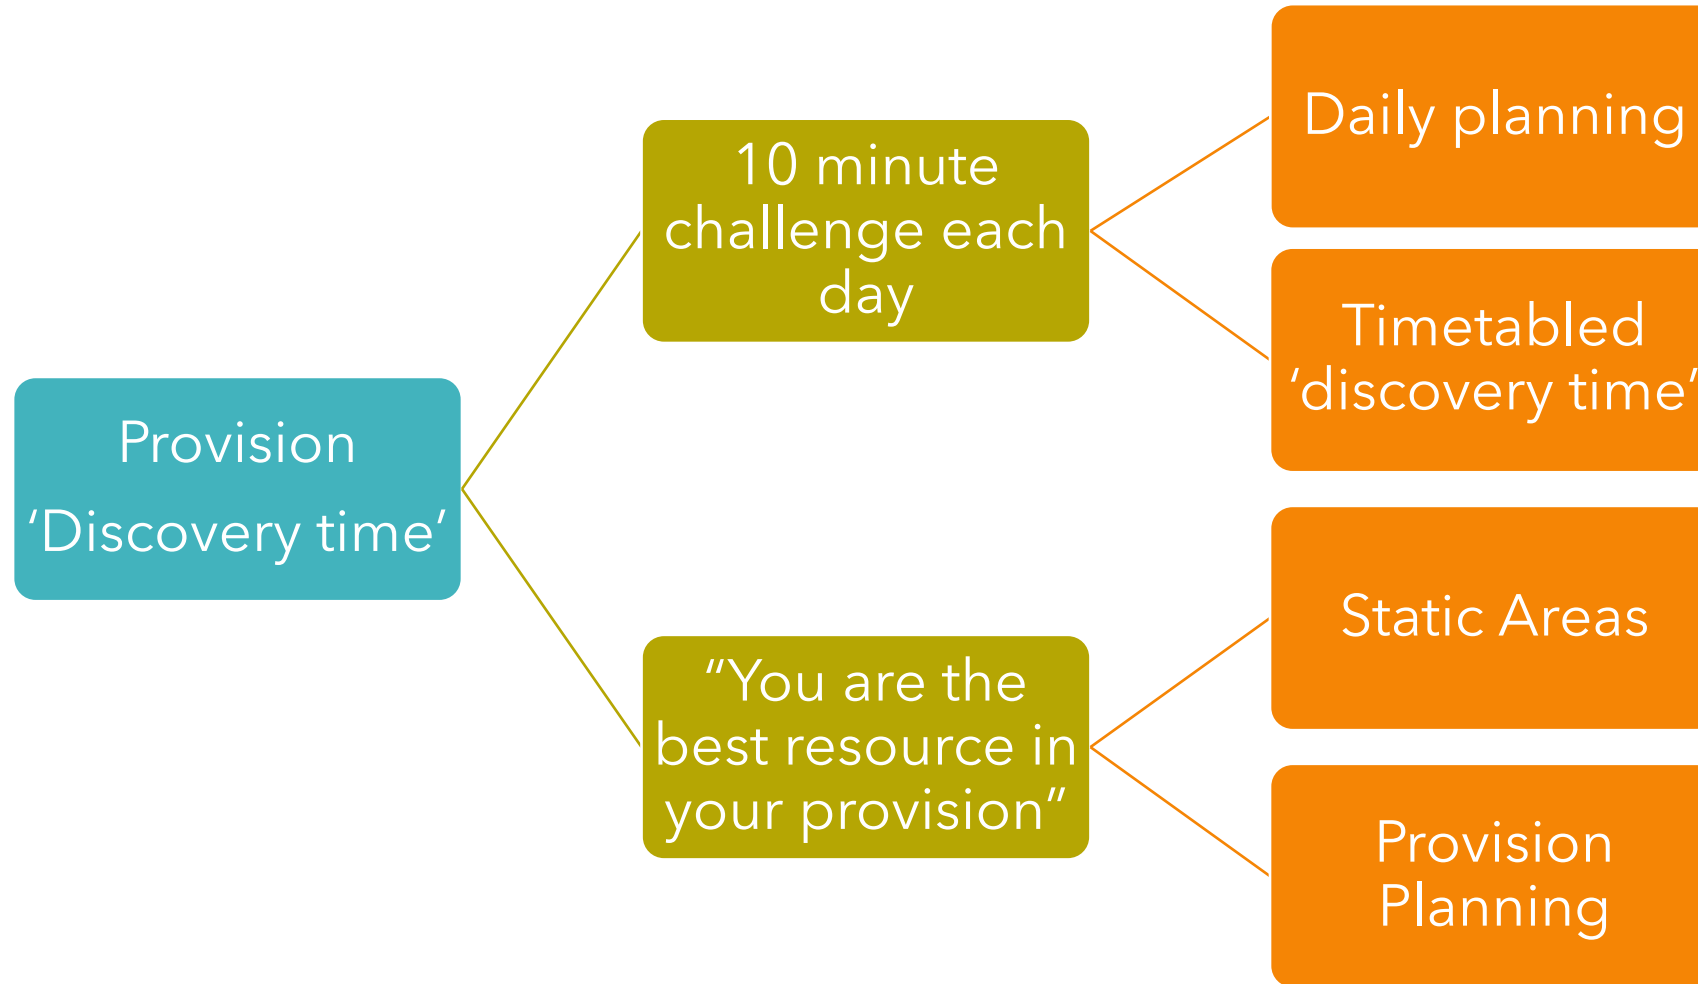 Provision
‘Discovery time’
10 minute
challenge each
day
“You are the
best resource in
your provision”
Daily planning
Timetabled
‘discovery time’
Static Areas
Provision
Planning